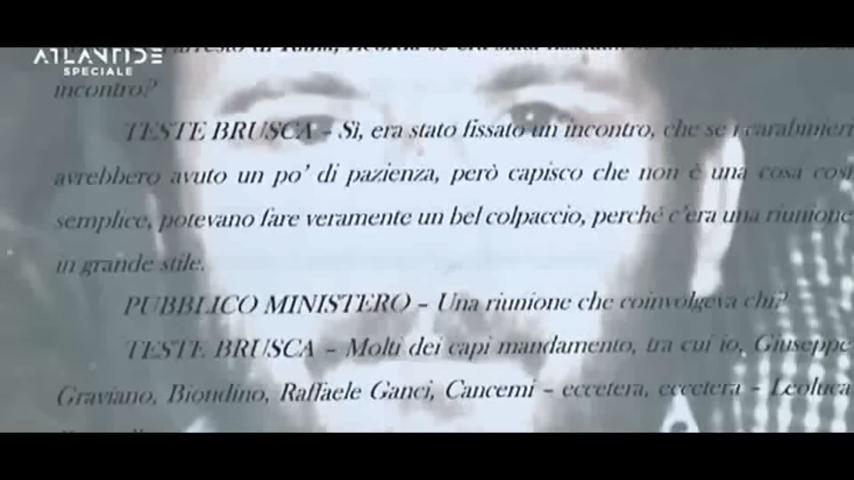 ATLANTIDE
SPECIALE
incontro?
TESTE BRUSCA – Sì, era stato fissato un incontro, che se i carabinieri
avrebbero avuto un po’ di pazienza, però capisco che non è una cosa così
semplice, potevano fare veramente un bel colpaccio, perché c’era una riunione
in grande stile.
PUBBLICO MINISTERO – Una riunione che coinvolgeva chi?
TESTE BRUSCA – Molti dei capi mandamento, tra cui io, Giuseppe
Graviano, Biondino, Raffaele Ganci, Cancemi – eccetera, eccetera – Leoluca